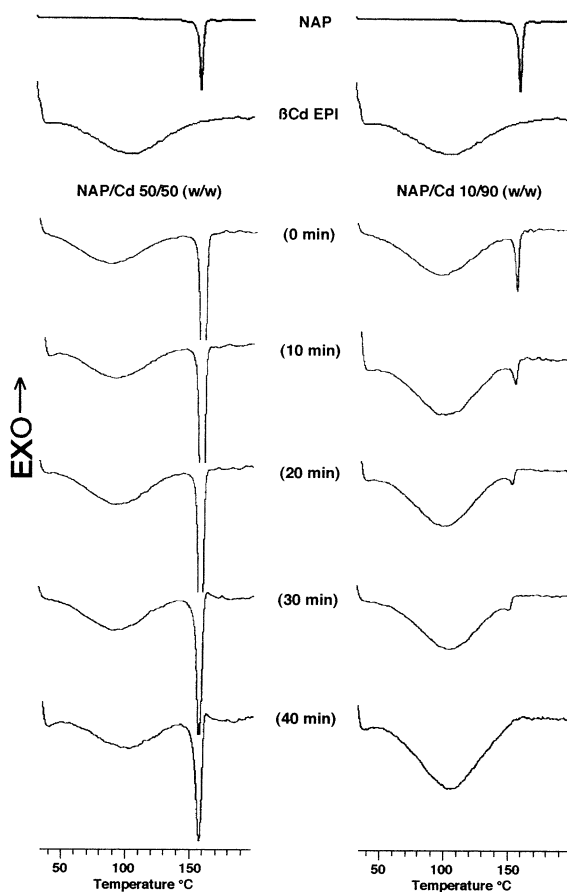 NAP
ßCd EPI
NAP/Cd 50/50 (w/w)
NAP/Cd 10/90 (w/w)
(0 min)
(10 min)
EXO→
(20 min)
(30 min)
(40 min)
50 100 150
50 100 150
Temperature °C
Temperature °C